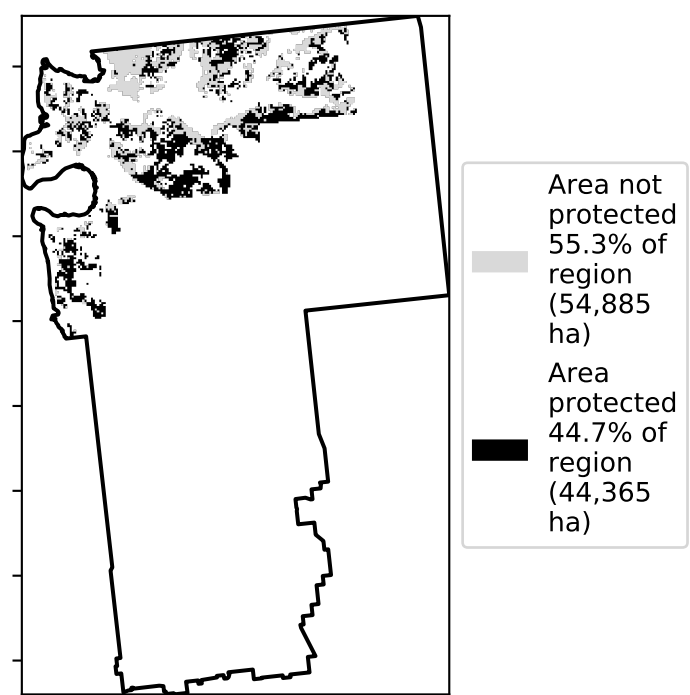 Area not
protected
55.3% of
region
(54,885
ha)
Area
protected
44.7% of
region
(44,365
ha)